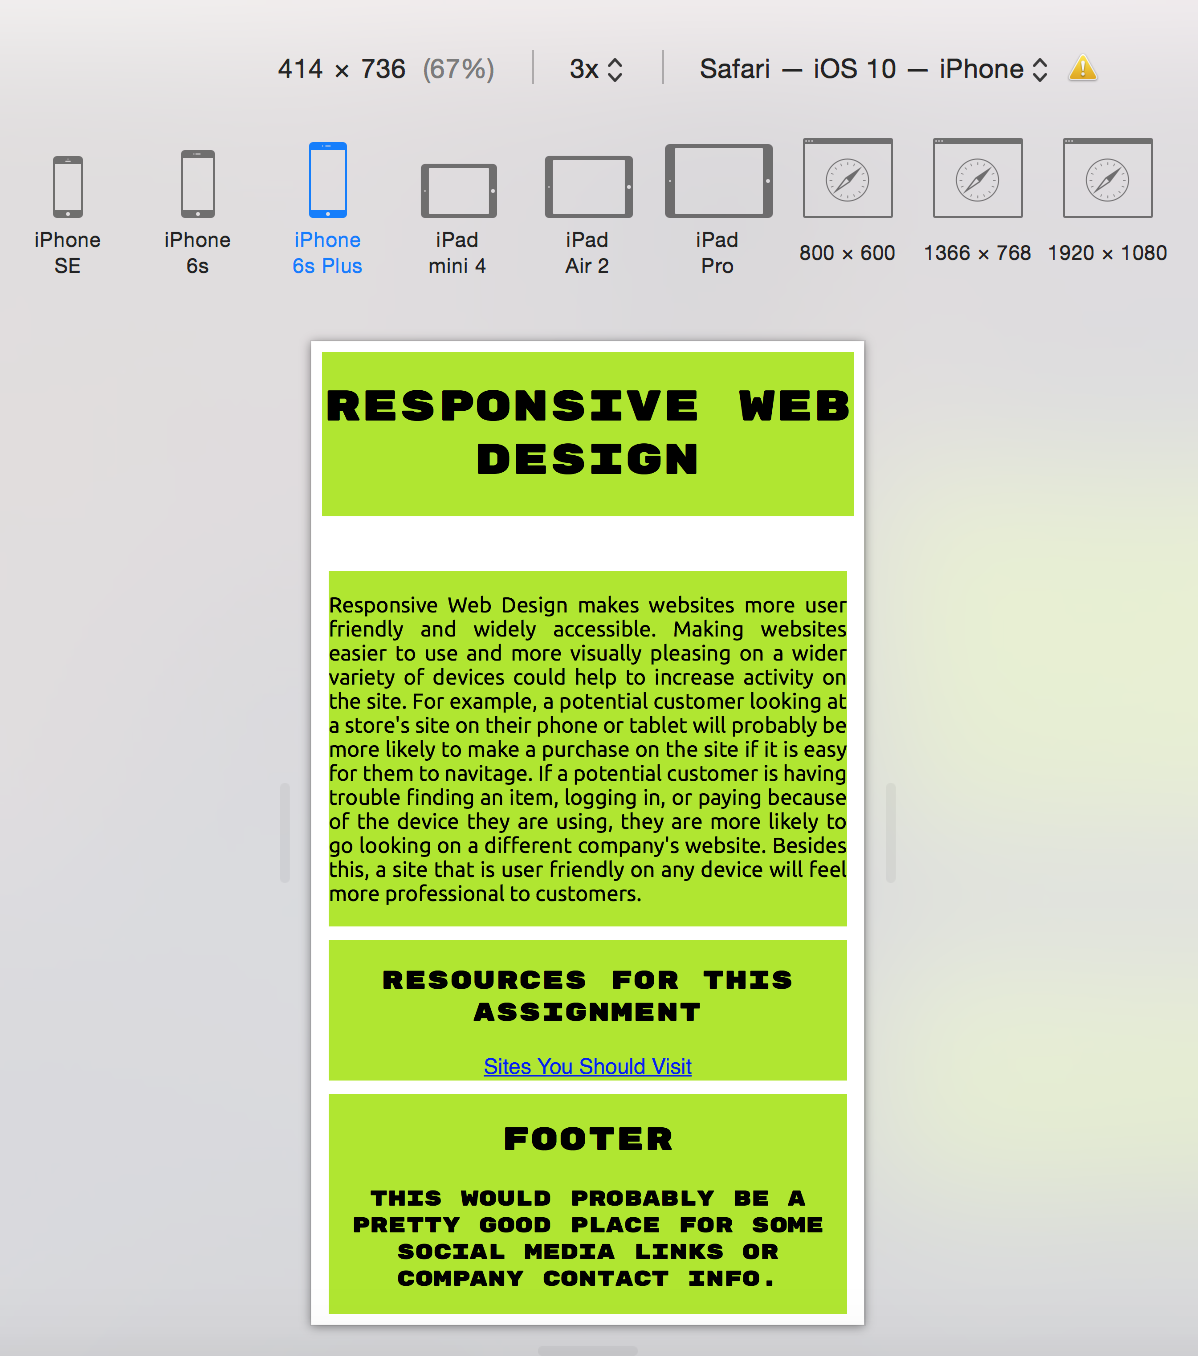 414 × 736 (67%) 3x Safari — iOS 10 — iPhone
iPhone
SE
iPhone
6s
iPhone
6s Plus
iPad
mini 4
iPad
Air 2
iPad
Pro
800 × 600
1366 × 768
1920 × 1080
RESPONSIVE WEB
DESIGN
Responsive Web Design makes websites more user
friendly and widely accessible. Making websites
easier to use and more visually pleasing on a wider
variety of devices could help to increase activity on
the site. For example, a potential customer looking at
a store's site on their phone or tablet will probably be
more likely to make a purchase on the site if it is easy
for them to navitage. If a potential customer is having
trouble finding an item, logging in, or paying because
of the device they are using, they are more likely to
go looking on a different company's website. Besides
this, a site that is user friendly on any device will feel
more professional to customers.
RESOURCES FOR THIS
ASSIGNMENT
Sites You Should Visit
FOOTER
THIS WOULD PROBABLY BE A
PRETTY GOOD PLACE FOR SOME
SOCIAL MEDIA LINKS OR
COMPANY CONTACT INFO.